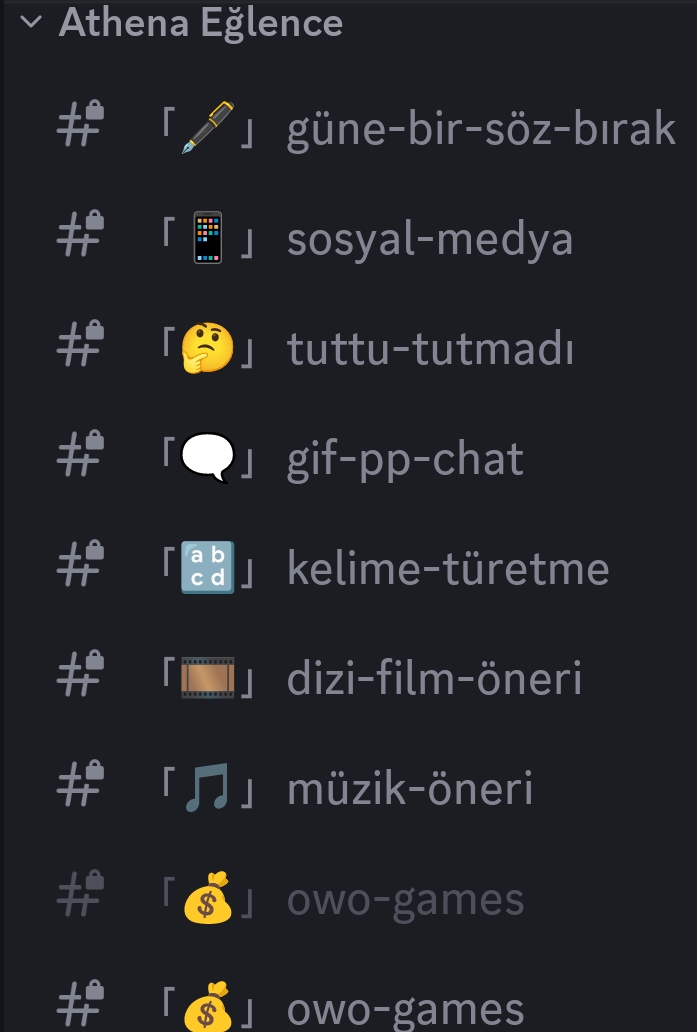 Athena Eğlence
「🖋️」 güne-bir-söz-bırak
「📱」 sosyal-medya
「🤔」 tuttu-tutmadı
「🗨️」 gif-pp-chat
「🔡」 kelime-türetme
「🎞️」 dizi-film-öneri
「🎵」 müzik-öneri
「💰」 owo-games
「💰」 owo-games